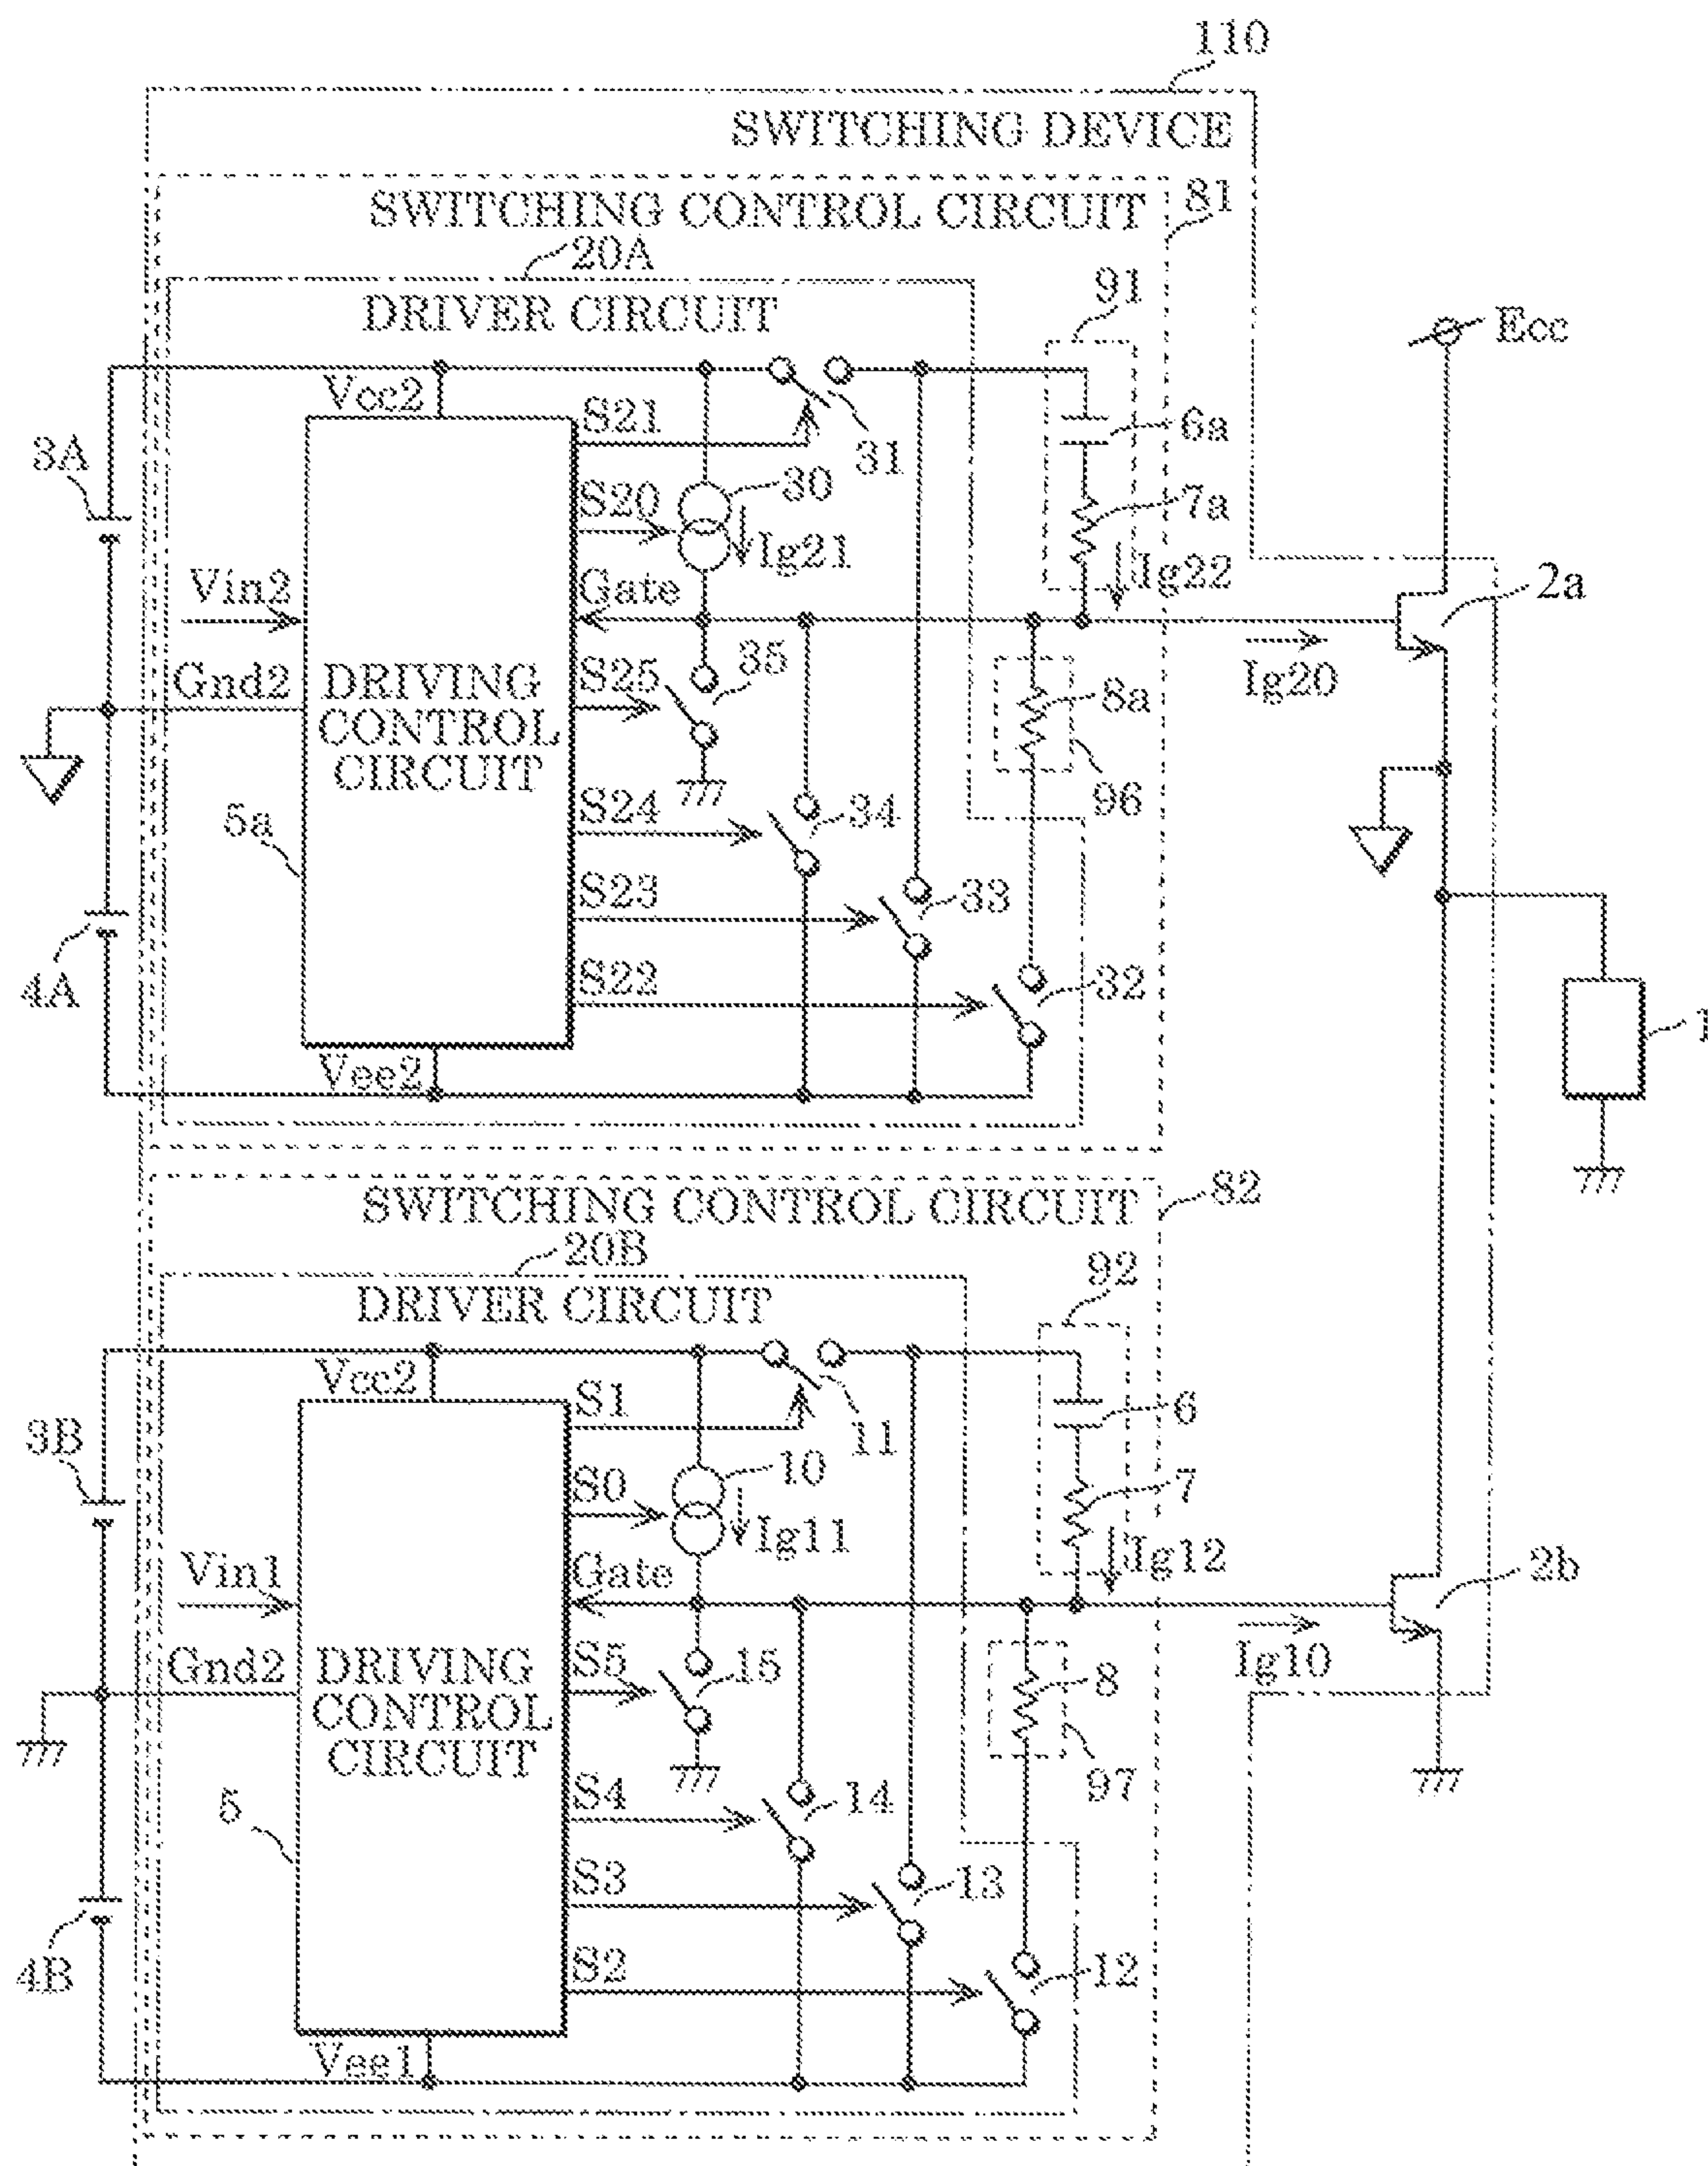 110
SWITCHING DEVICE
SWITCHING CONTROL CIRCUIT
81
20A
DRIVER CIRCUIT
91
Ecc
Vcc2
S21
31
6a
3A
S20
30
Ig21
7a
Ig22
Vin2
Gate
2a
Gnd2
DRIVING
CONTROL
CIRCUIT
S25
35
8a
Ig20
96
5a
S24
34
S23
33
4A
S22
32
1
Vee2
SWITCHING CONTROL CIRCUIT
82
20B
DRIVER CIRCUIT
92
Vcc2
S1
11
6
3B
S0
10
Ig11
7
Ig12
Vin1
Gate
2b
Gnd2
DRIVING
CONTROL
CIRCUIT
S5
15
8
Ig10
97
5
S4
14
S3
13
4B
S2
12
Vee1